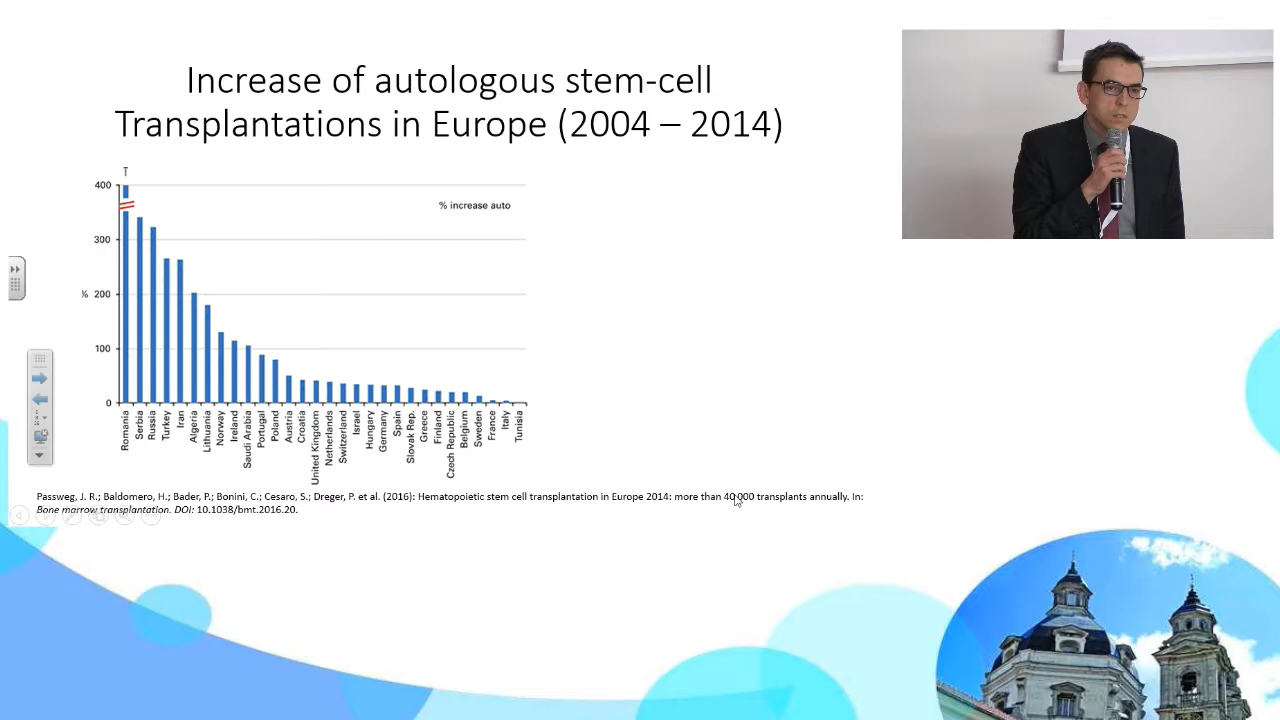 Increase of autologous stem-cell
Transplantations in Europe (2004 – 2014)
T
400
% increase auto
300
% 200
100
0
Romania
Serbia
Russia
Turkey
Iran
Algeria
Lithuania
Norway
Ireland
Saudi Arabia
Portugal
Poland
Austria
Croatia
United Kingdom
Netherlands
Switzerland
Israel
Hungary
Germany
Spain
Slovak Rep.
Greece
Finland
Czech Republic
Belgium
Sweden
France
Italy
Tunisia
Passweg, J. R.; Baldomero, H.; Bader, P.; Bonini, C.; Cesaro, S.; Dreger, P. et al. (2016): Hematopoietic stem cell transplantation in Europe 2014: more than 40 000 transplants annually. In:
Bone marrow transplantation. DOI: 10.1038/bmt.2016.20.